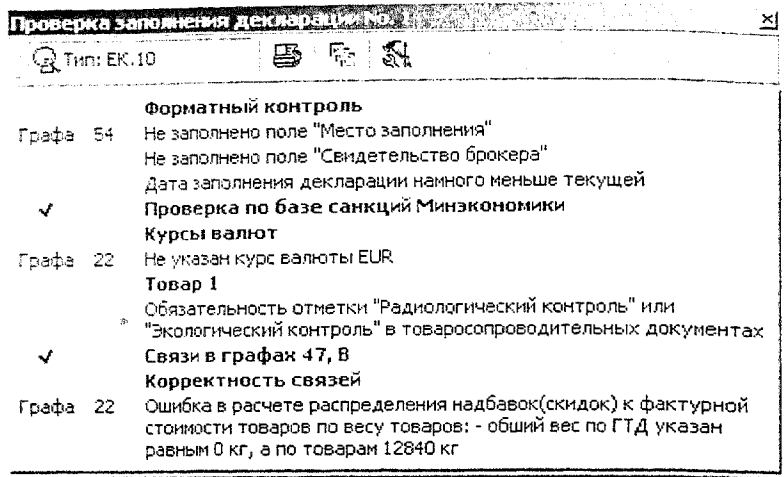 Проверка заполнения декларации No. 1
Тип: ЕК.10
Форматный контроль
Графа 54 Не заполнено поле "Место заполнения"
Не заполнено поле "Свидетельство брокера"
Дата заполнения декларации намного меньше текущей
✓ Проверка по базе санкций Минэкономики
Курсы валют
Графа 22 Не указан курс валюты EUR
Товар 1
Обязательность отметки "Радиологический контроль" или
"Экологический контроль" в товаросопроводительных документах
✓ Связи в графах 47, В
Корректность связей
Графа 22 Ошибка в расчете распределения надбавок(скидок) к фактурной
стоимости товаров по весу товаров: - обший вес по ГТД указан
равным 0 кг, а по товарам 12840 кг